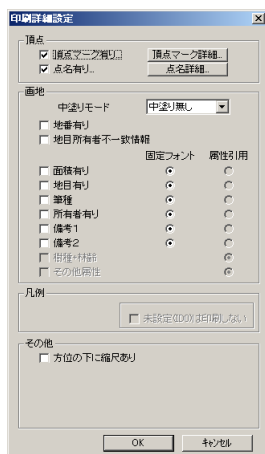 印刷詳細設定
頂点
頂点マーク有り. 頂点マーク詳細..
点名有り.. 点名詳細..
画地
中塗りモード 中塗り無し
地番有り
地目所有者不一致情報
固定フォント 属性引用
面積有り
地目有り
筆種
所有者有り
備考1
備考2
樹種・林齢
その他属性
凡例
未設定(ID0)は印刷しない
その他
方位の下に縮尺あり
OK キャンセル